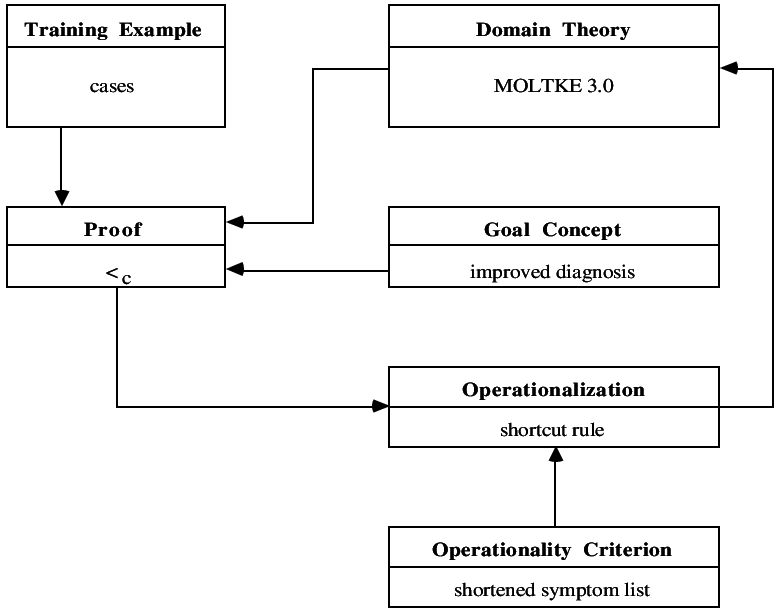 Training Example
cases
Domain Theory
MOLTKE 3.0
Proof
<c
Goal Concept
improved diagnosis
Operationalization
shortcut rule
Operationality Criterion
shortened symptom list